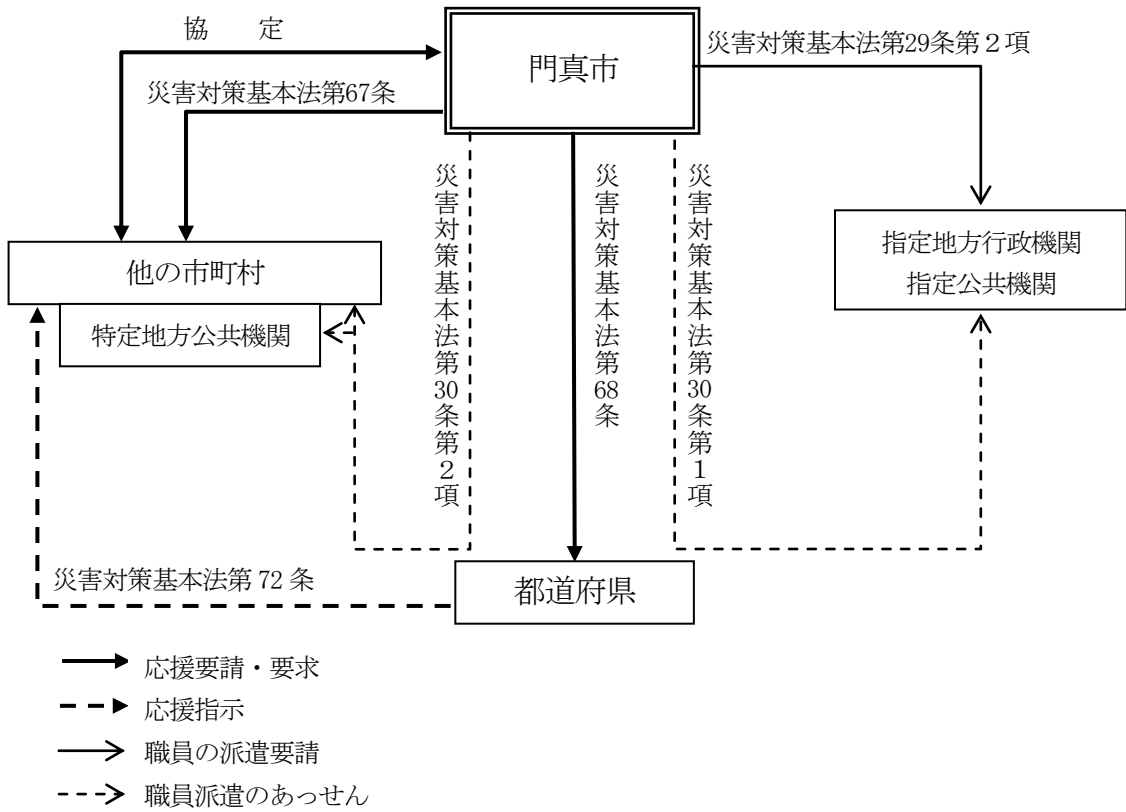 協　　定
門真市
災害対策基本法第29条第２項
災害対策基本法第67条
災害対策基本法第30条第２項
災害対策基本法第68条
災害対策基本法第30条第１項
指定地方行政機関
指定公共機関
他の市町村
特定地方公共機関
災害対策基本法第 72 条
都道府県
応援要請・要求
応援指示
職員の派遣要請
職員派遣のあっせん